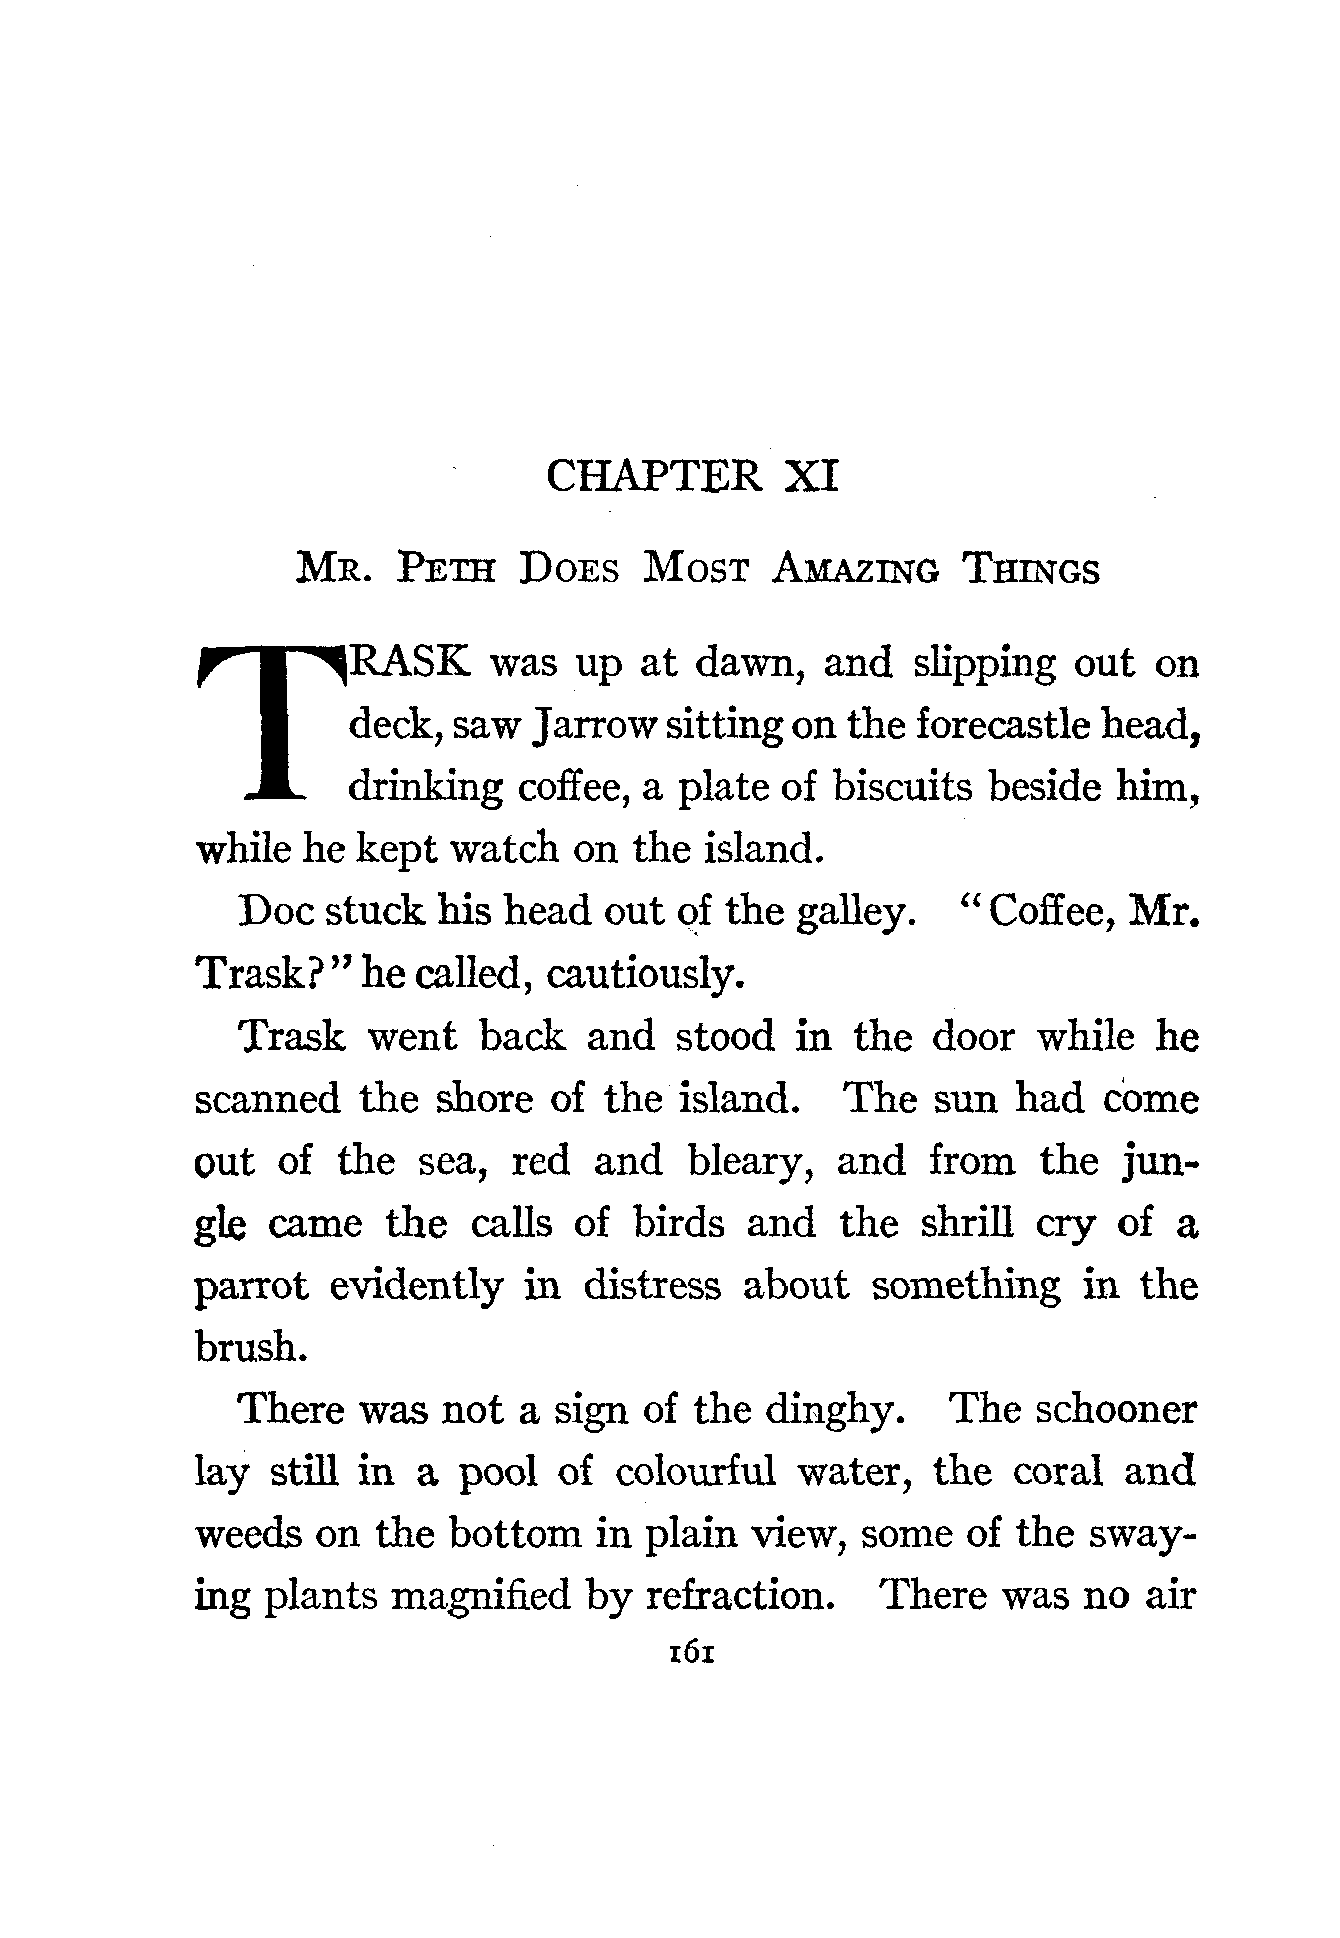 CHAPTER XI
MR. PETH DOES MOST AMAZING THINGS
TRASK was up at dawn, and slipping out on
deck, saw Jarrow sitting on the forecastle head,
drinking coffee, a plate of biscuits beside him,
while he kept watch on the island.
Doc stuck his head out of the galley. "Coffee, Mr.
Trask?" he called, cautiously.
Trask went back and stood in the door while he
scanned the shore of the island. The sun had come
out of the sea, red and bleary, and from the jun-
gle came the calls of birds and the shrill cry of a
parrot evidently in distress about something in the
brush.
There was not a sign of the dinghy. The schooner
lay still in a pool of colourful water, the coral and
weeds on the bottom in plain view, some of the sway-
ing plants magnified by refraction. There was no air
161